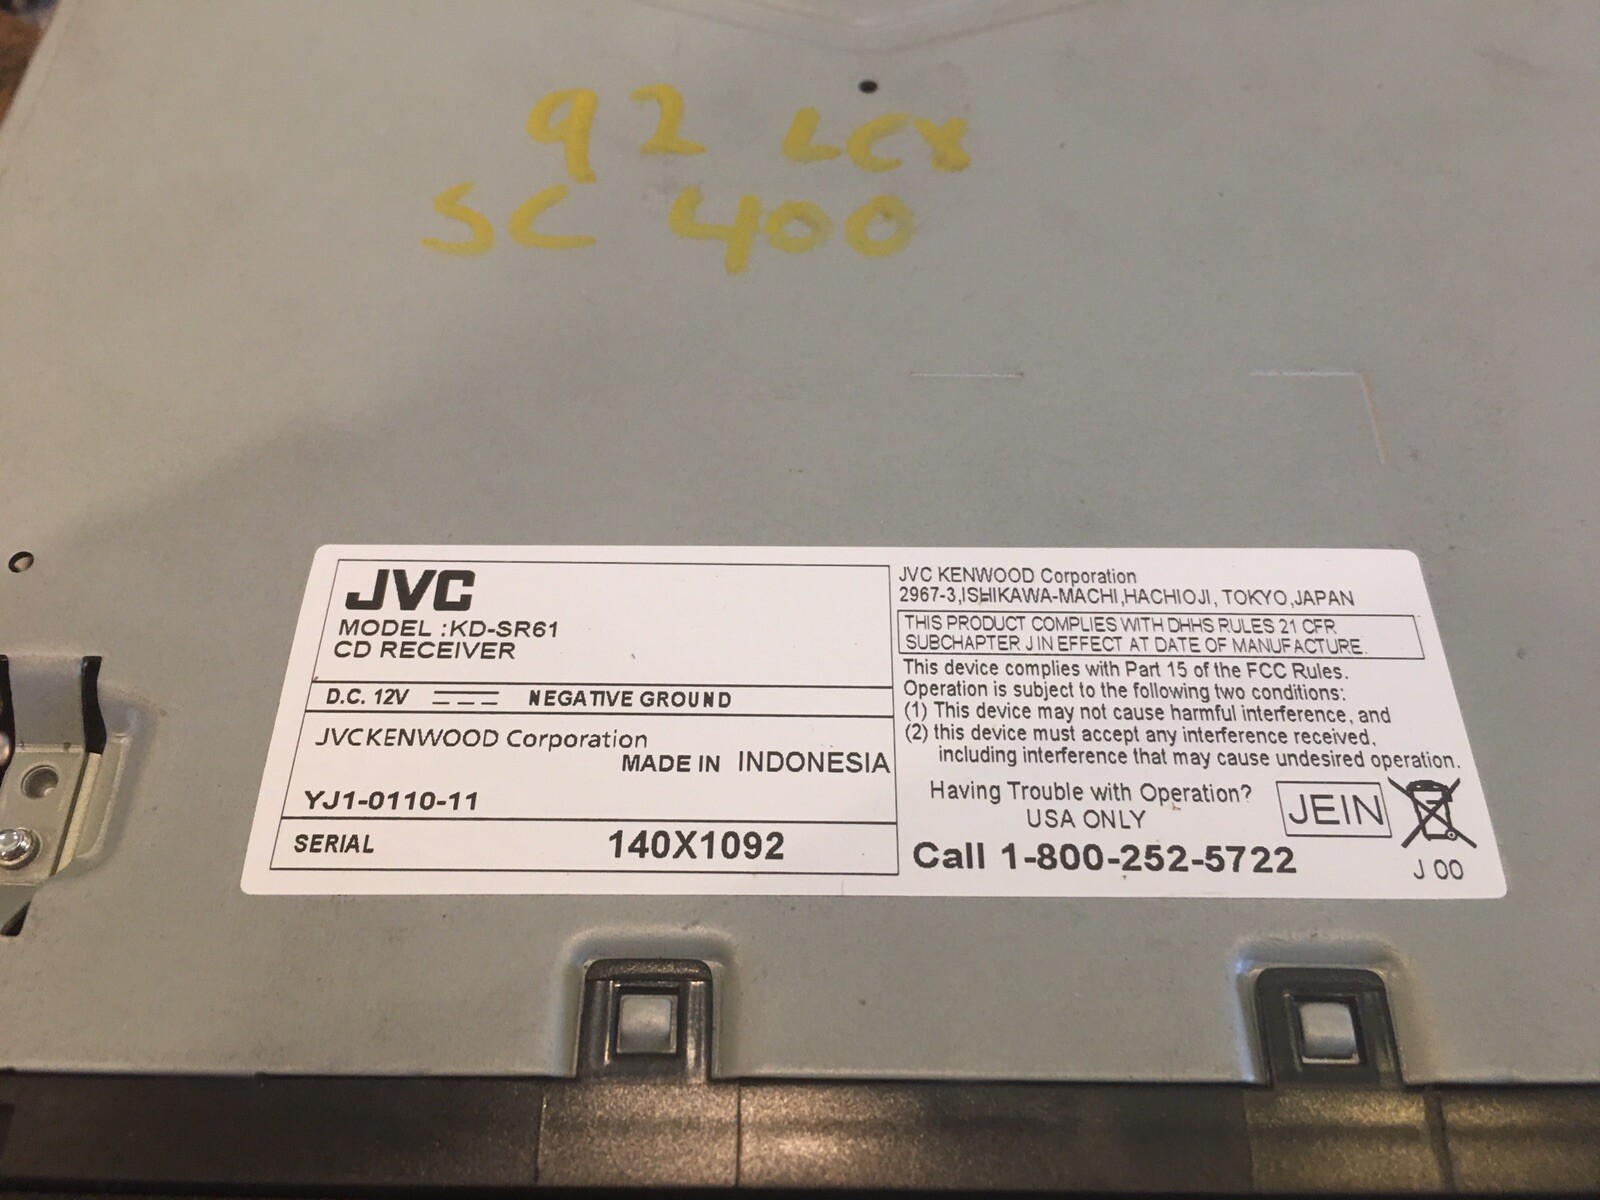 92 LEX
SC 400
JVC
MODEL :KD-SR61
CD RECEIVER
D.C. 12V NEGATIVE GROUND
JVCKENWOOD Corporation
MADE IN INDONESIA
YJ1-0110-11
SERIAL 140X1092
JVC KENWOOD Corporation
2967-3,ISHIKAWA-MACHI,HACHIOJI, TOKYO,JAPAN
THIS PRODUCT COMPLIES WITH DHHS RULES 21 CFR
SUBCHAPTER J IN EFFECT AT DATE OF MANUFACTURE.
This device complies with Part 15 of the FCC Rules.
Operation is subject to the following two conditions:
(1) This device may not cause harmful interference, and
(2) this device must accept any interference received,
including interference that may cause undesired operation.
Having Trouble with Operation?
USA ONLY
Call 1-800-252-5722
JEIN
J 00